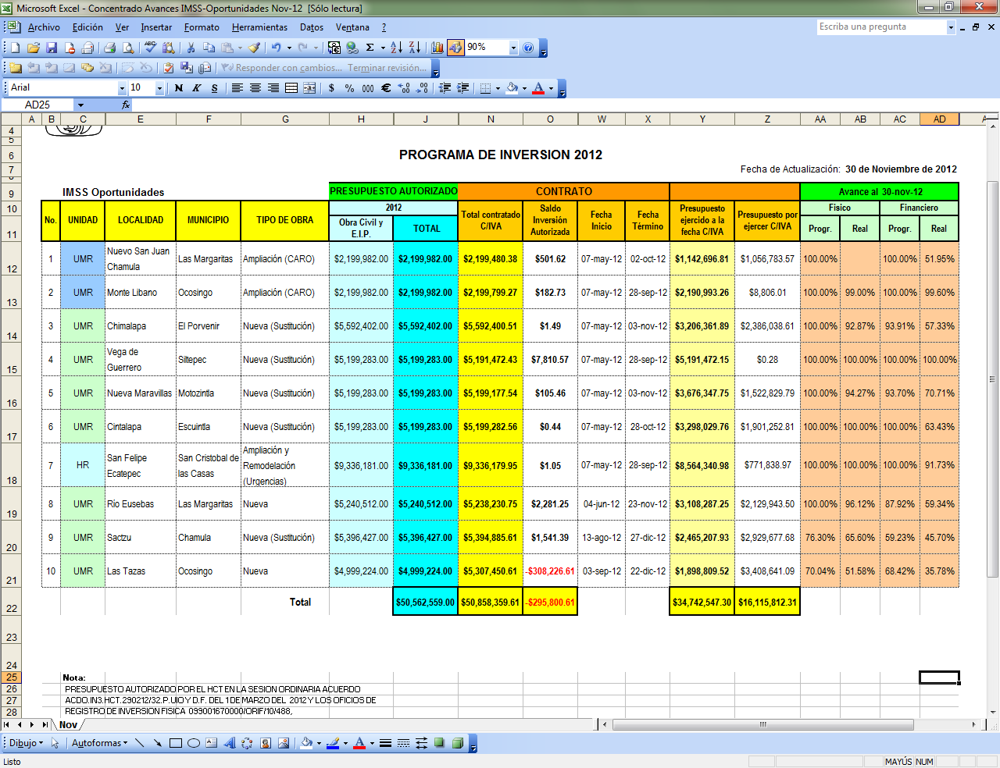 Microsoft Excel - Concentrado Avances IMSS-Oportunidades Nov-12 [Sólo lectura]
Archivo Edición Ver Insertar Formato Herramientas Datos Ventana ? Escriba una pregunta
90%
Responder con cambios... Terminar revisión...
Arial 10 N K S $ % 000 €
AD25 fx
A B C E F G H J N O W X Y Z AA AB AC AD
4
5
6 PROGRAMA DE INVERSION 2012
7 Fecha de Actualización: 30 de Noviembre de 2012
9 IMSS Oportunidades PRESUPUESTO AUTORIZADO CONTRATO Avance al 30-nov-12
10 No. UNIDAD LOCALIDAD MUNICIPIO TIPO DE OBRA 2012 Total contratado C/IVA Saldo Inversión Autorizada Fecha Inicio Fecha Término Presupuesto ejercido a la fecha C/IVA Presupuesto por ejercer C/IVA Fisico Financiero
11 Obra Civil y E.I.P. TOTAL Progr. Real Progr. Real
12 1 UMR Nuevo San Juan Chamula Las Margaritas Ampliación (CARO) $2,199,982.00 $2,199,982.00 $2,199,480.38 $501.62 07-may-12 02-oct-12 $1,142,696.81 $1,056,783.57 100.00% 100.00% 51.95%
13 2 UMR Monte Libano Ocosingo Ampliación (CARO) $2,199,982.00 $2,199,982.00 $2,199,799.27 $182.73 07-may-12 28-sep-12 $2,190,993.26 $8,806.01 100.00% 99.00% 100.00% 99.60%
14 3 UMR Chimalapa El Porvenir Nueva (Sustitución) $5,592,402.00 $5,592,402.00 $5,592,400.51 $1.49 07-may-12 03-nov-12 $3,206,361.89 $2,386,038.61 100.00% 92.87% 93.91% 57.33%
15 4 UMR Vega de Guerrero Siltepec Nueva (Sustitución) $5,199,283.00 $5,199,283.00 $5,191,472.43 $7,810.57 07-may-12 28-sep-12 $5,191,472.15 $0.28 100.00% 100.00% 100.00% 100.00%
16 5 UMR Nueva Maravillas Motozintla Nueva (Sustitución) $5,199,283.00 $5,199,283.00 $5,199,177.54 $105.46 07-may-12 03-nov-12 $3,676,347.75 $1,522,829.79 100.00% 94.27% 93.70% 70.71%
17 6 UMR Cintalapa Escuintla Nueva (Sustitución) $5,199,283.00 $5,199,283.00 $5,199,282.56 $0.44 07-may-12 28-oct-12 $3,298,029.76 $1,901,252.81 100.00% 100.00% 100.00% 63.43%
18 7 HR San Felipe Ecatepec San Cristobal de las Casas Ampliación y Remodelación (Urgencias) $9,336,181.00 $9,336,181.00 $9,336,179.95 $1.05 07-may-12 28-sep-12 $8,564,340.98 $771,838.97 100.00% 100.00% 100.00% 91.73%
19 8 UMR Río Eusebas Las Margaritas Nueva $5,240,512.00 $5,240,512.00 $5,238,230.75 $2,281.25 04-jun-12 23-nov-12 $3,108,287.25 $2,129,943.50 100.00% 96.12% 87.92% 59.34%
20 9 UMR Sactzu Chamula Nueva (Sustitución) $5,396,427.00 $5,396,427.00 $5,394,885.61 $1,541.39 13-ago-12 27-dic-12 $2,465,207.93 $2,929,677.68 76.30% 65.60% 59.23% 45.70%
21 10 UMR Las Tazas Ocosingo Nueva $4,999,224.00 $4,999,224.00 $5,307,450.61 -$308,226.61 03-sep-12 22-dic-12 $1,898,809.52 $3,408,641.09 70.04% 51.58% 68.42% 35.78%
22 Total $50,562,559.00 $50,858,359.61 -$295,800.61 $34,742,547.30 $16,115,812.31
23
24
25 Nota:
26 PRESUPUESTO AUTORIZADO POR EL HCT EN LA SESION ORDINARIA ACUERDO
27 ACDO.IN3.HCT.290212/32.P.UIO Y D.F. DEL 1 DE MARZO DEL 2012 Y LOS OFICIOS DE
28 REGISTRO DE INVERSION FISICA 099001670000/ORIF/10/488,
Nov
Dibujo Autoformas
Listo MAYÚS NUM